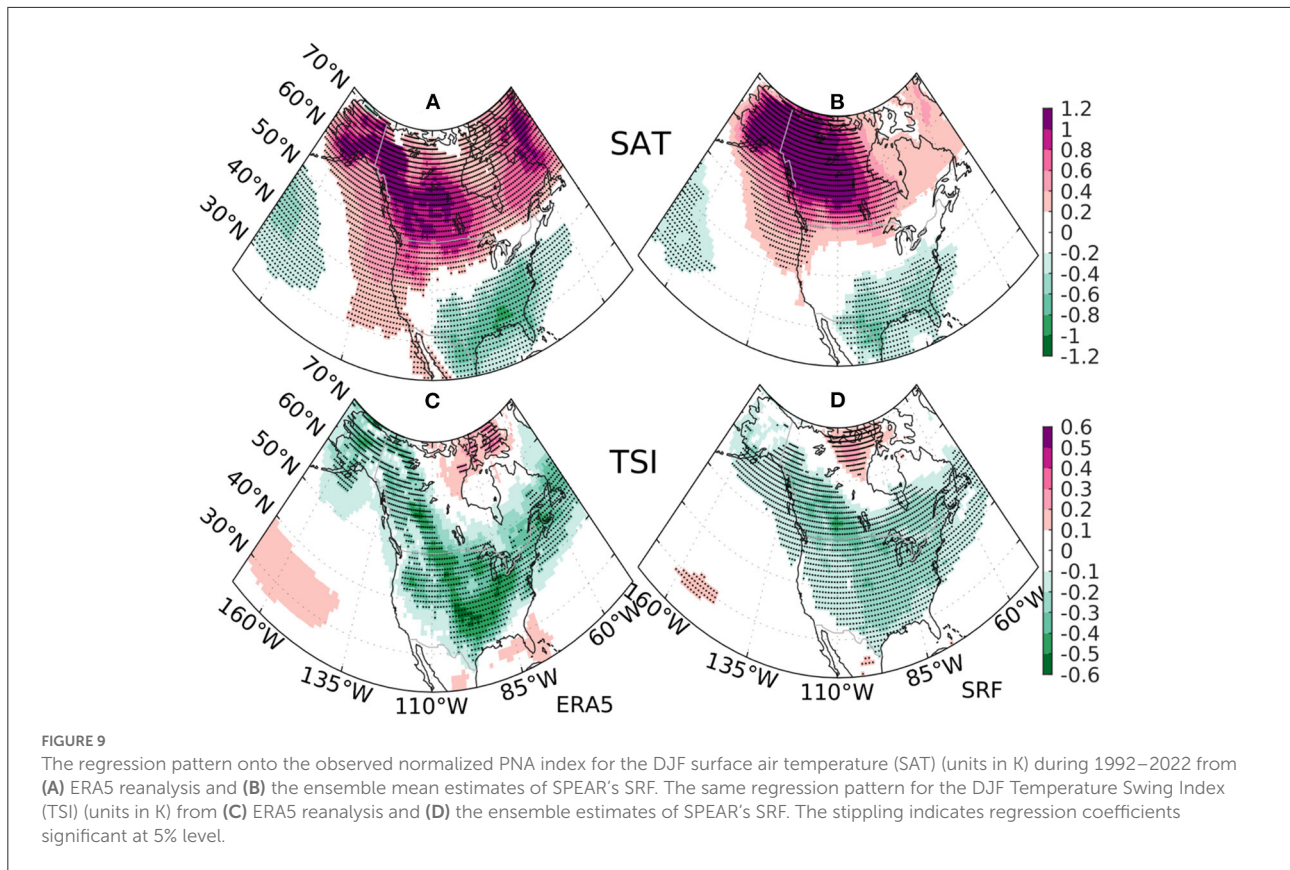 70°N
60°N
50°N
40°N
30°N
A
SAT
B
1.2
1
0.8
0.6
0.4
0.2
0
-0.2
-0.4
-0.6
-0.8
-1
-1.2
70°N
60°N
50°N
40°N
30°N
160°W
135°W
110°W
85°W
60°W
C
TSI
D
ERA5
160°W
135°W
110°W
85°W
60°W
SRF
0.6
0.5
0.4
0.3
0.2
0.1
0
-0.1
-0.2
-0.3
-0.4
-0.5
-0.6
FIGURE 9
The regression pattern onto the observed normalized PNA index for the DJF surface air temperature (SAT) (units in K) during 1992–2022 from
(A) ERA5 reanalysis and (B) the ensemble mean estimates of SPEAR's SRF. The same regression pattern for the DJF Temperature Swing Index
(TSI) (units in K) from (C) ERA5 reanalysis and (D) the ensemble estimates of SPEAR's SRF. The stippling indicates regression coefficients
significant at 5% level.